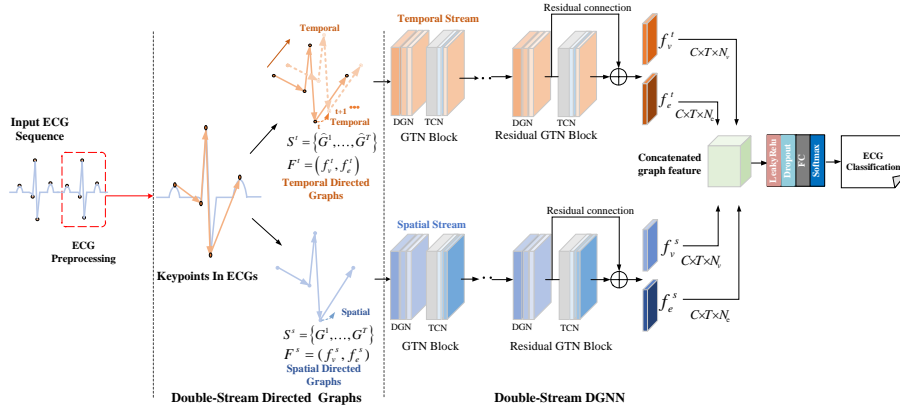 Input ECG
Sequence
ECG
Preprocessing
Keypoints In ECGs
Temporal
t+1
t
Temporal
S^t = {Ĝ^1,...,Ĝ^T}
F^t = (f_v^t, f_e^t)
Temporal Directed
Graphs
Spatial
S^s = {G^1,...,G^T}
F^s = (f_v^s, f_e^s)
Spatial Directed
Graphs
Double-Stream Directed Graphs
Temporal Stream
DGN
TCN
GTN Block
Residual connection
DGN
TCN
Residual GTN Block
f_v^t
C×T×N_v
f_e^t
C×T×N_e
Spatial Stream
DGN
TCN
GTN Block
Residual connection
DGN
TCN
Residual GTN Block
f_v^s
C×T×N_v
f_e^s
C×T×N_e
Concatenated
graph feature
LeakyRelu
Dropout
FC
Softmax
ECG
Classification
Double-Stream DGNN